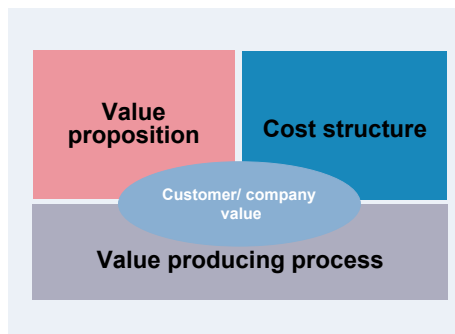 Value
proposition
Cost structure
Customer/ company
value
Value producing process